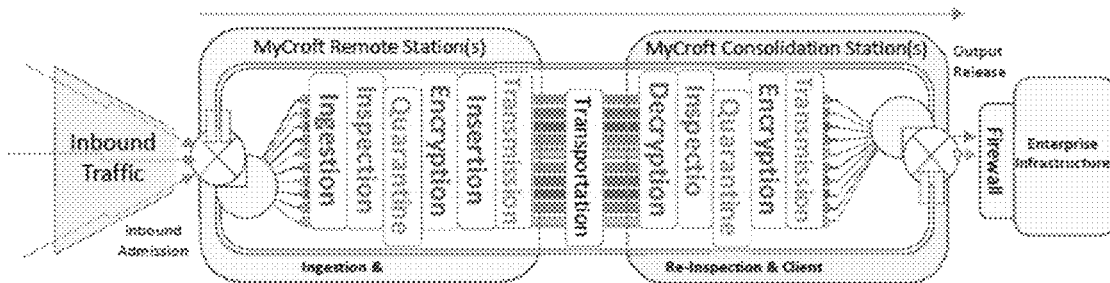 MyCroft Remote Station(s)
MyCroft Consolidation Station(s)
Output
Release
Inbound
Traffic
Inbound
Admission
Ingestion
Inspection
Quarantine
Encryption
Insertion
Transmission
Transportation
Decryption
Inspectio
Quarantine
Encryption
Transmission
Firewall
Enterprise
Infrastructure
Ingestion &
Re-Inspection & Client